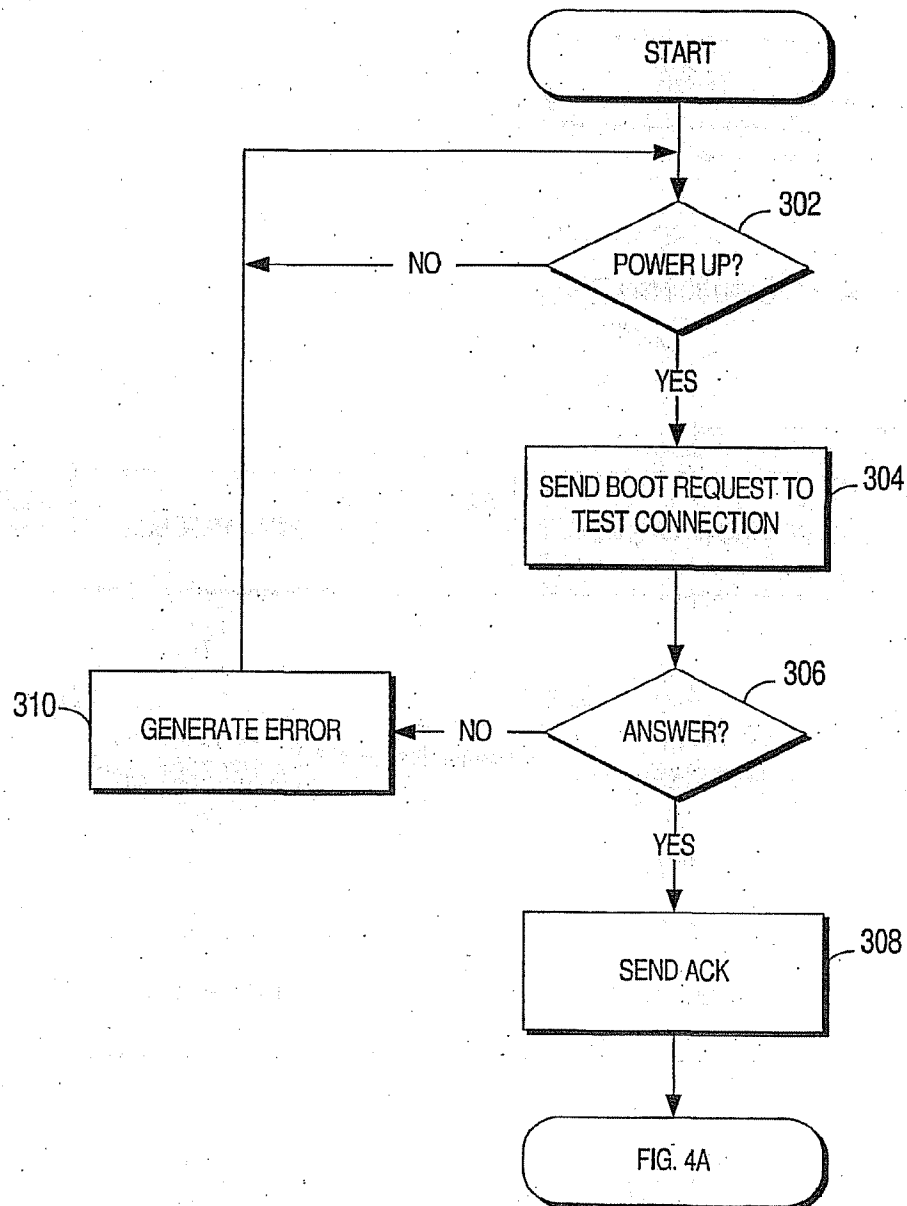 START
302
NO
POWER UP?
YES
SEND BOOT REQUEST TO
TEST CONNECTION
304
306
310
GENERATE ERROR
NO
ANSWER?
YES
SEND ACK
308
FIG. 4A